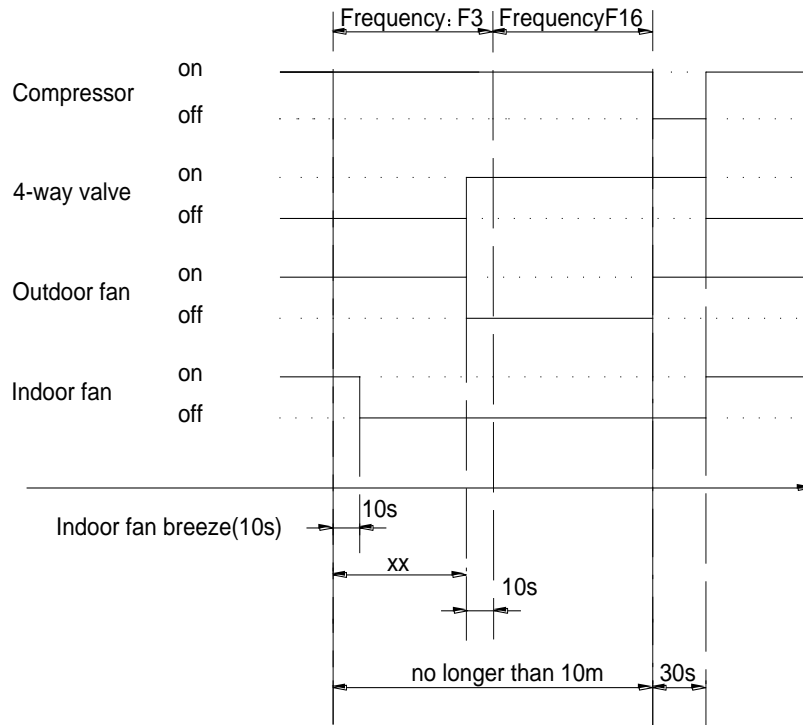 Frequency: F3 FrequencyF16
on
Compressor
off
on
4-way valve
off
on
Outdoor fan
off
on
Indoor fan
off
10s
Indoor fan breeze(10s)
xx
10s
no longer than 10m 30s